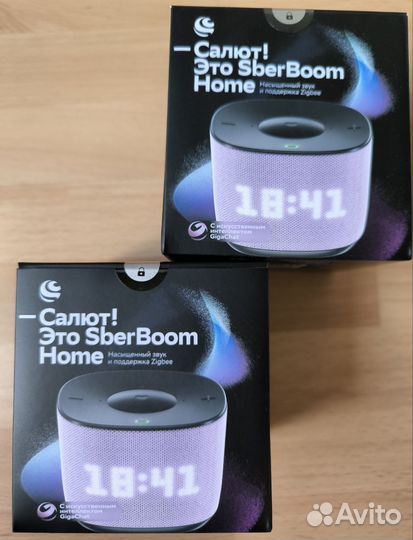 — Салют!
Это SberBoom
Home
Насыщенный звук
и поддержка Zigbee
18:41
С искусственным
интеллектом
GigaChat
— Салют!
Это SberBoom
Home
Насыщенный звук
и поддержка Zigbee
18:41
С искусственным
интеллектом
GigaChat
Avito